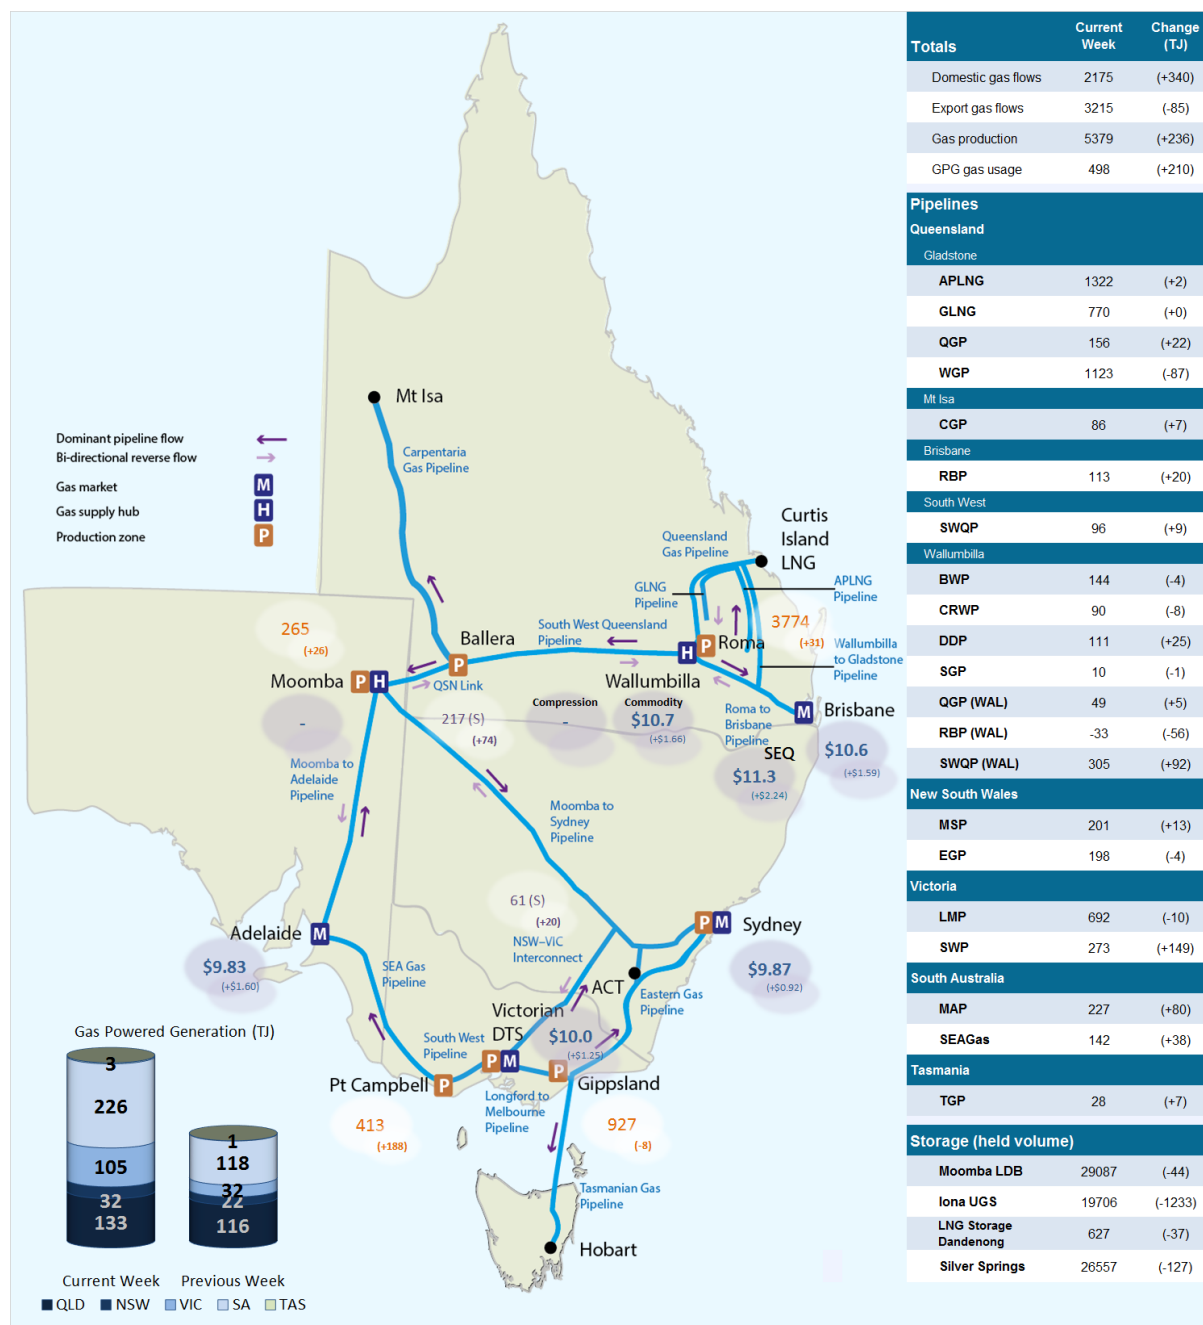 Totals Current Week Change (TJ)
Domestic gas flows 2175 (+340)
Export gas flows 3215 (-85)
Gas production 5379 (+236)
GPG gas usage 498 (+210)
Pipelines
Queensland
Gladstone
APLNG 1322 (+2)
GLNG 770 (+0)
QGP 156 (+22)
WGP 1123 (-87)
Mt Isa
CGP 86 (+7)
Brisbane
RBP 113 (+20)
South West
SWQP 96 (+9)
Wallumbilla
BWP 144 (-4)
CRWP 90 (-8)
DDP 111 (+25)
SGP 10 (-1)
QGP (WAL) 49 (+5)
RBP (WAL) -33 (-56)
SWQP (WAL) 305 (+92)
New South Wales
MSP 201 (+13)
EGP 198 (-4)
Victoria
LMP 692 (-10)
SWP 273 (+149)
South Australia
MAP 227 (+80)
SEAGas 142 (+38)
Tasmania
TGP 28 (+7)
Storage (held volume)
Moomba LDB 29087 (-44)
Iona UGS 19706 (-1233)
LNG Storage
Dandenong 627 (-37)
Silver Springs 26557 (-127)
Mt Isa
Carpentaria
Gas Pipeline
Dominant pipeline flow
Bi-directional reverse flow
Gas market M
Gas supply hub H
Production zone P
Curtis
Island
LNG
Queensland
Gas Pipeline
GLNG
Pipeline
APLNG
Pipeline
3774
(+31)
Wallumbilla
to Gladstone
Pipeline
265
(+26)
Ballera
P
South West Queensland
Pipeline
H P Roma
Moomba P H
QSN Link
Wallumbilla
-
217 (S)
(+74)
Compression
-
Commodity
$10.7
(+$1.66)
Roma to
Brisbane
Pipeline
M Brisbane
$10.6
(+$1.59)
SEQ
$11.3
(+$2.24)
Moomba to
Adelaide
Pipeline
Moomba to
Sydney
Pipeline
61 (S)
(+20)
NSW-VIC
Interconnect
P M Sydney
$9.87
(+$0.92)
Adelaide M
$9.83
(+$1.60)
SEA Gas
Pipeline
ACT
Eastern Gas
Pipeline
Victorian
DTS
P M
$10.0
(+$1.25)
South West
Pipeline
Pt Campbell P
413
(+188)
P
Gippsland
927
(-8)
Longford to
Melbourne
Pipeline
Tasmanian Gas
Pipeline
Hobart
Gas Powered Generation (TJ)
3
226
105
32
133
1
118
32
22
116
Current Week Previous Week
QLD NSW VIC SA TAS